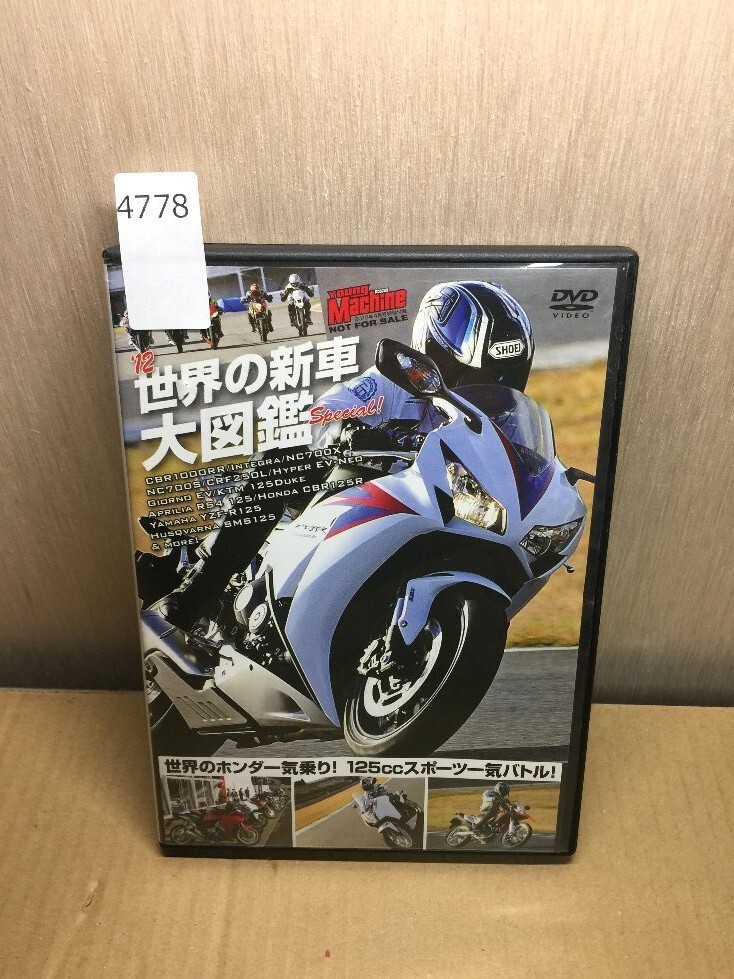 4778
Young
Machine
NOT FOR SALE
DVD
VIDEO
SHOEI
'12
世界の新車
大図鑑
Special!
CBR1000RR/INTEGRA/NC700X
NC700S/CRF250L/HYPER EV-NEO
GIORNO EV/KTM 125DUKE
APRILIA RS4 125/HONDA CBR125R
YAMAHA YZF-R125
HUSQVARNA SMS125
& MORE!
世界のホンダ一気乗り! 125ccスポーツ一気バトル!